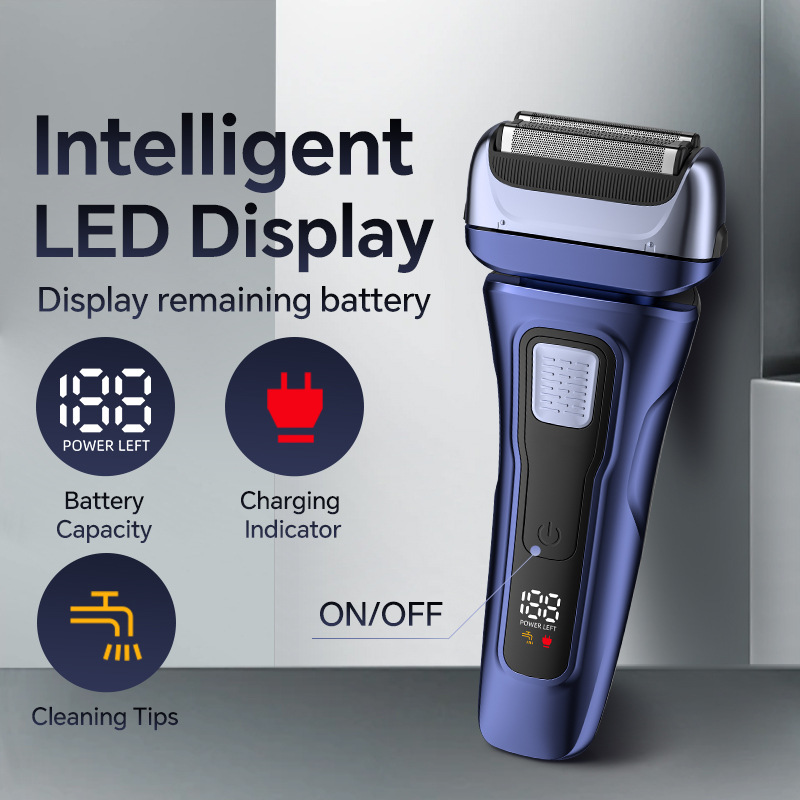 Intelligent
LED Display
Display remaining battery
188
POWER LEFT
Battery
Capacity
Charging
Indicator
Cleaning Tips
ON/OFF
188
POWER LEFT